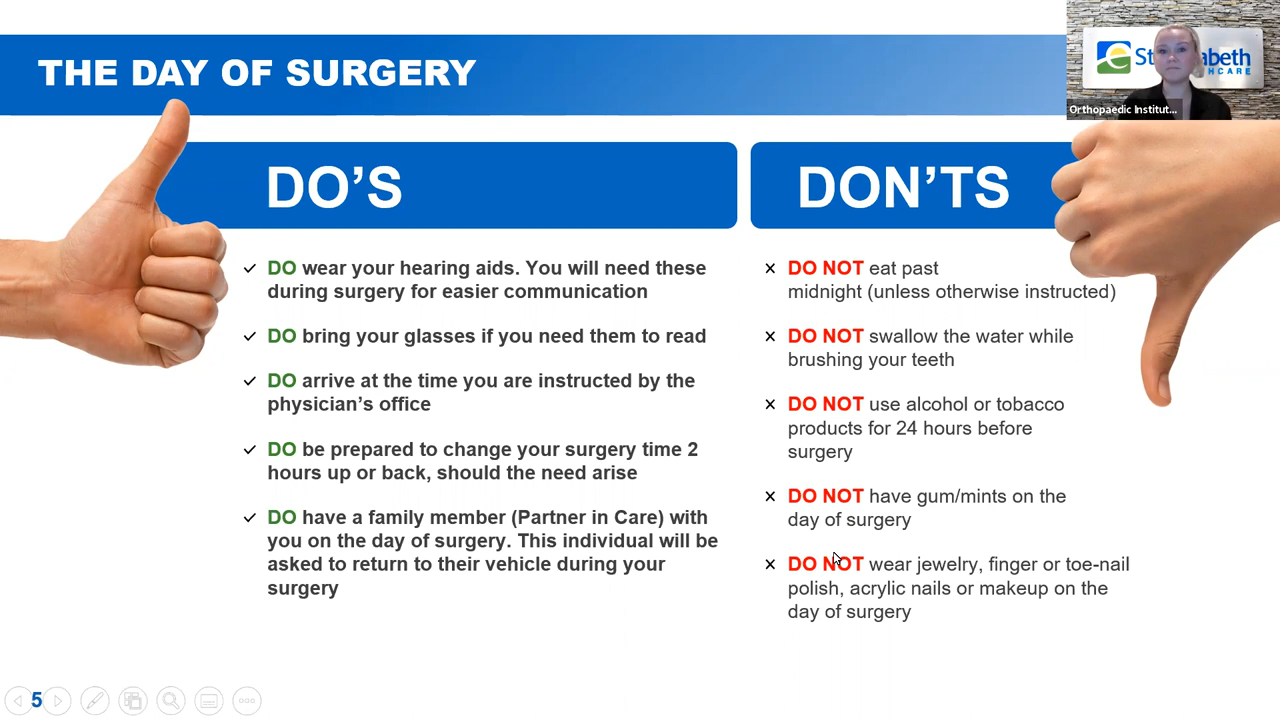 THE DAY OF SURGERY
St
abeth
HCARE
Orthopaedic Institut...
DO'S
DO wear your hearing aids. You will need these
during surgery for easier communication
DO bring your glasses if you need them to read
DO arrive at the time you are instructed by the
physician's office
DO be prepared to change your surgery time 2
hours up or back, should the need arise
DO have a family member (Partner in Care) with
you on the day of surgery. This individual will be
asked to return to their vehicle during your
surgery
DON'TS
DO NOT eat past
midnight (unless otherwise instructed)
DO NOT swallow the water while
brushing your teeth
DO NOT use alcohol or tobacco
products for 24 hours before
surgery
DO NOT have gum/mints on the
day of surgery
DO NOT wear jewelry, finger or toe-nail
polish, acrylic nails or makeup on the
day of surgery
5